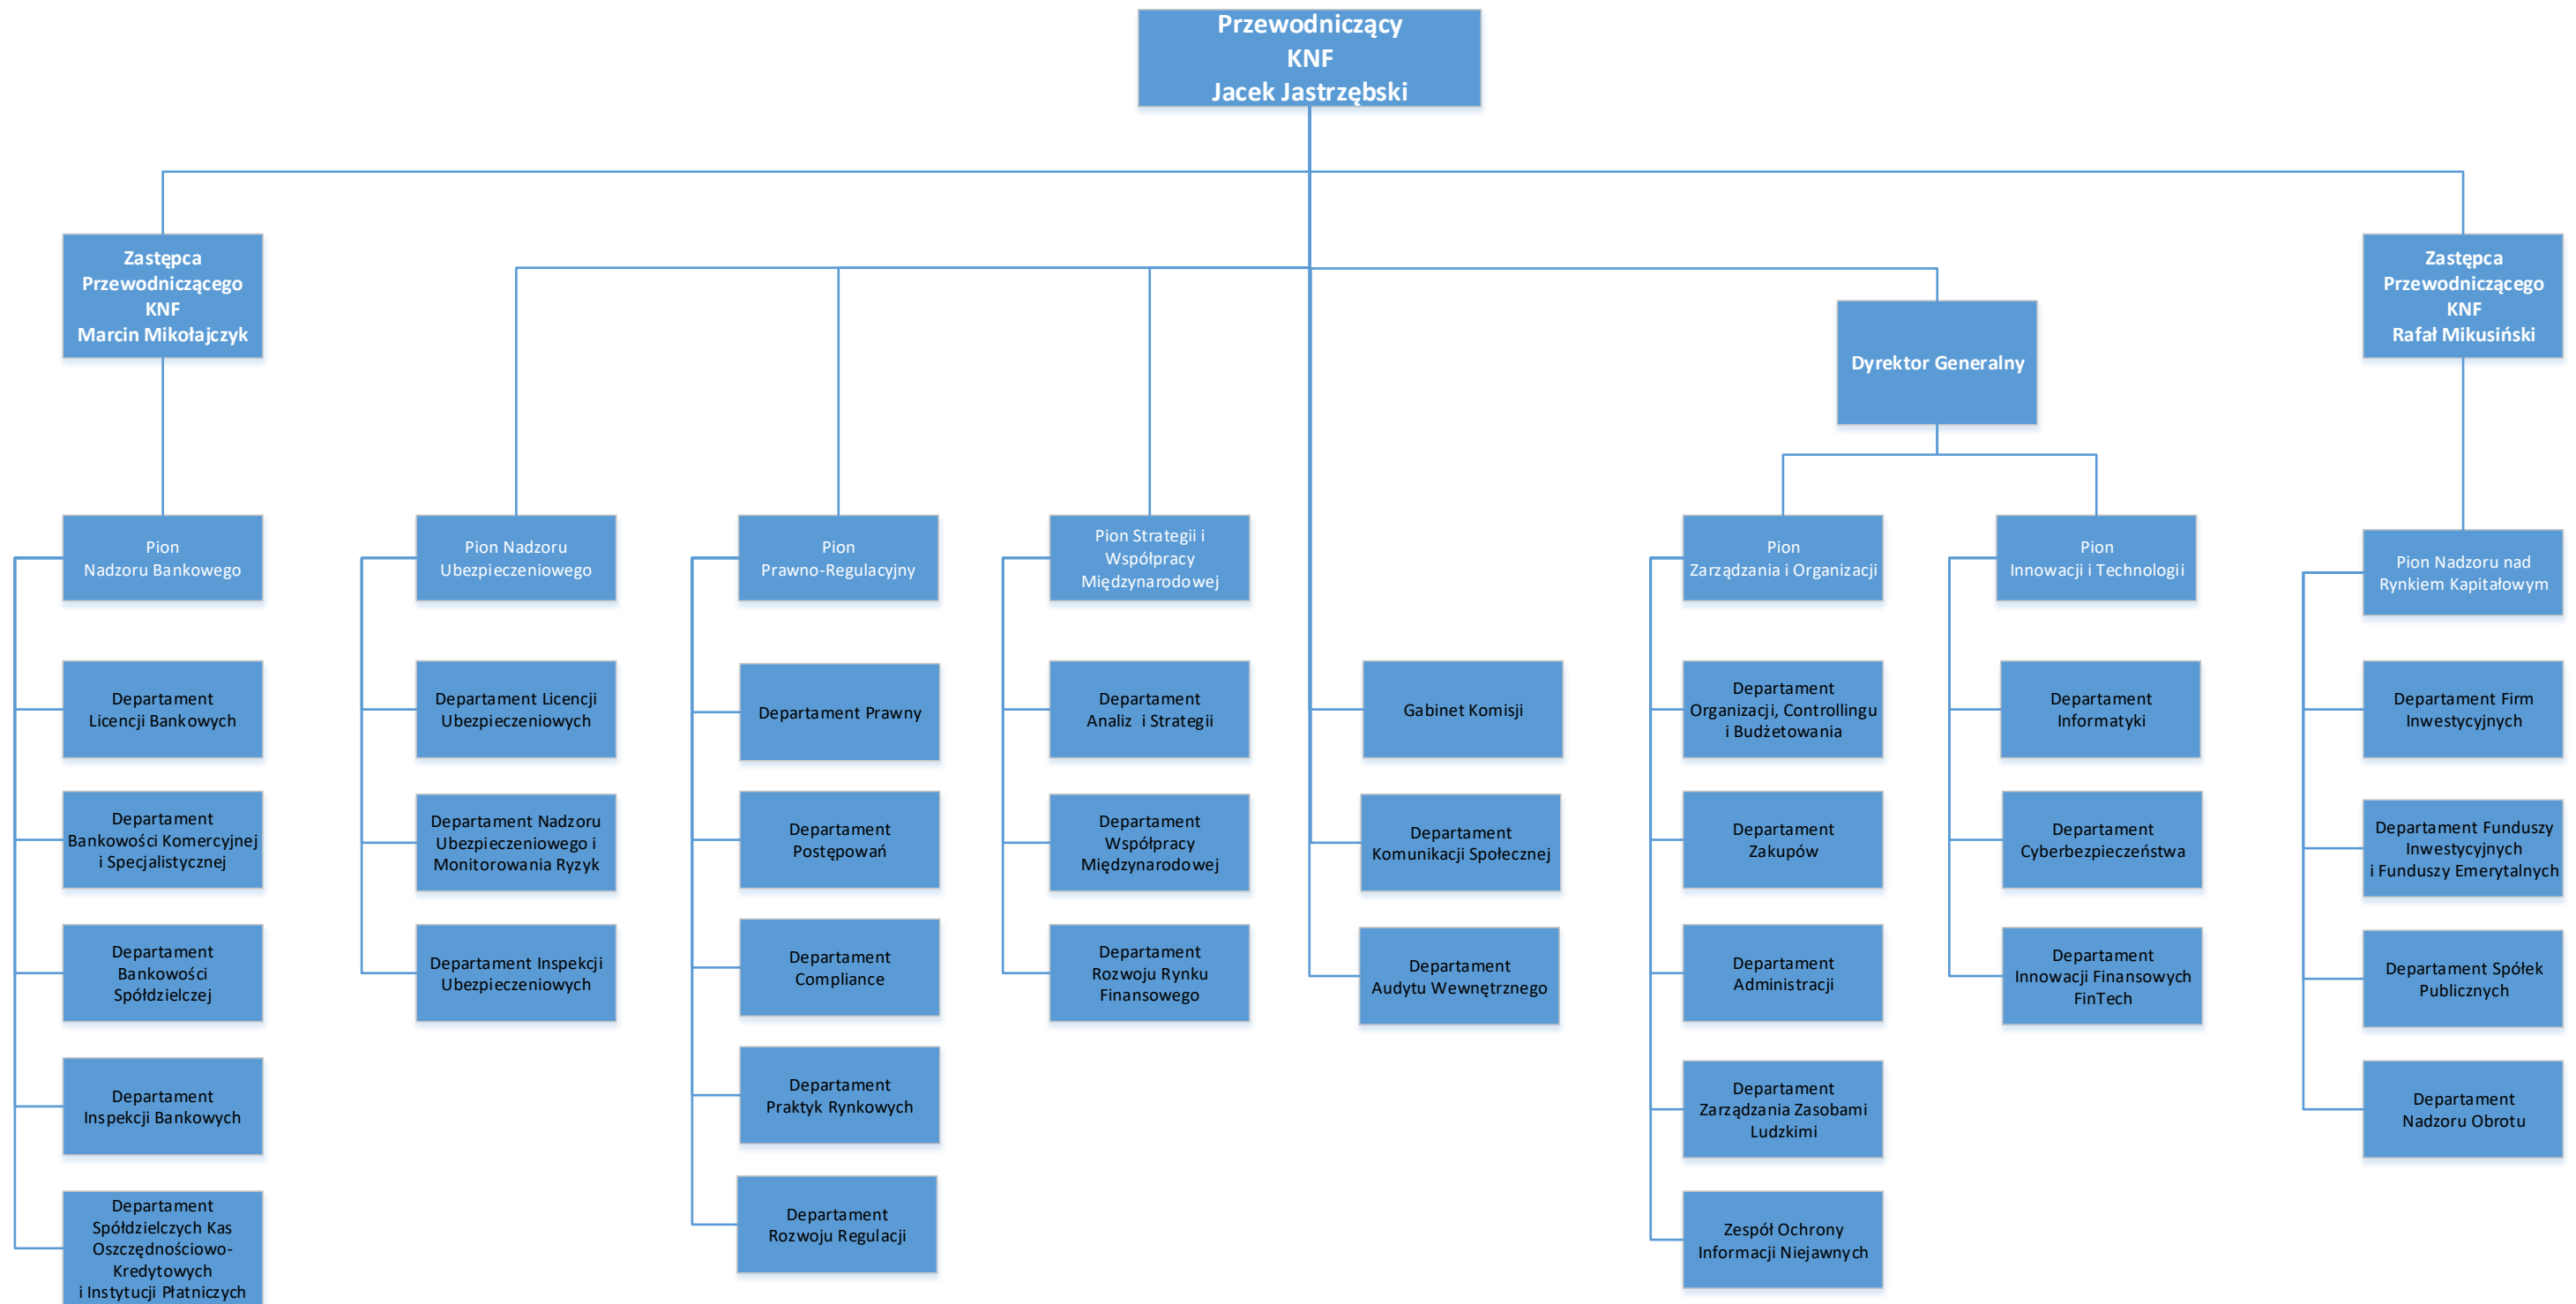 Przewodniczący
KNF
Jacek Jastrzębski
Zastępca
Przewodniczącego
KNF
Marcin Mikołajczyk
Zastępca
Przewodniczącego
KNF
Rafał Mikusiński
Dyrektor Generalny
Pion
Nadzoru Bankowego
Pion Nadzoru
Ubezpieczeniowego
Pion
Prawno-Regulacyjny
Pion Strategii i
Współpracy
Międzynarodowej
Pion
Zarządzania i Organizacji
Pion
Innowacji i Technologii
Pion Nadzoru nad
Rynkiem Kapitałowym
Departament
Licencji Bankowych
Departament
Bankowości Komercyjnej
i Specjalistycznej
Departament
Bankowości
Spółdzielczej
Departament
Inspekcji Bankowych
Departament
Spółdzielczych Kas
Oszczędnościowo-
Kredytowych
i Instytucji Płatniczych
Departament Licencji
Ubezpieczeniowych
Departament Nadzoru
Ubezpieczeniowego i
Monitorowania Ryzyk
Departament Inspekcji
Ubezpieczeniowych
Departament Prawny
Departament
Postępowań
Departament
Compliance
Departament
Praktyk Rynkowych
Departament
Rozwoju Regulacji
Departament
Analiz i Strategii
Departament
Współpracy
Międzynarodowej
Departament
Rozwoju Rynku
Finansowego
Gabinet Komisji
Departament
Komunikacji Społecznej
Departament
Audytu Wewnętrznego
Departament
Organizacji, Controllingu
i Budżetowania
Departament
Zakupów
Departament
Administracji
Departament
Zarządzania Zasobami
Ludzkimi
Zespół Ochrony
Informacji Niejawnych
Departament
Informatyki
Departament
Cyberbezpieczeństwa
Departament
Innowacji Finansowych
FinTech
Departament Firm
Inwestycyjnych
Departament Funduszy
Inwestycyjnych
i Funduszy Emerytalnych
Departament Spółek
Publicznych
Departament
Nadzoru Obrotu